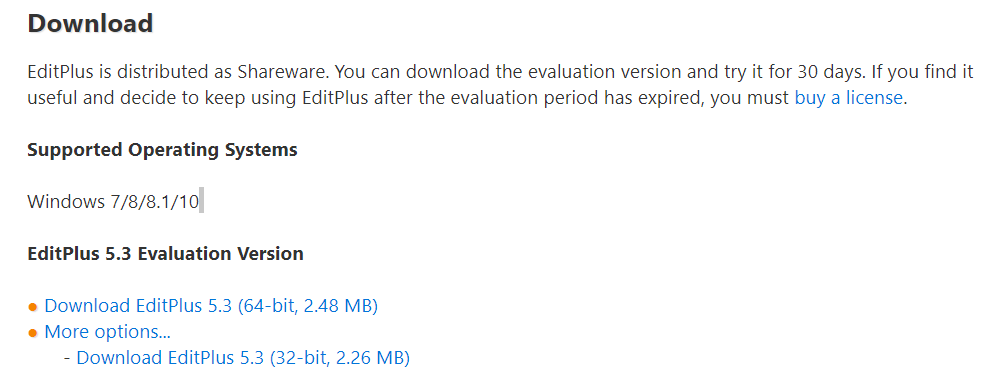 Download
EditPlus is distributed as Shareware. You can download the evaluation version and try it for 30 days. If you find it
useful and decide to keep using EditPlus after the evaluation period has expired, you must buy a license.
Supported Operating Systems
Windows 7/8/8.1/10
EditPlus 5.3 Evaluation Version
● Download EditPlus 5.3 (64-bit, 2.48 MB)
● More options...
- Download EditPlus 5.3 (32-bit, 2.26 MB)